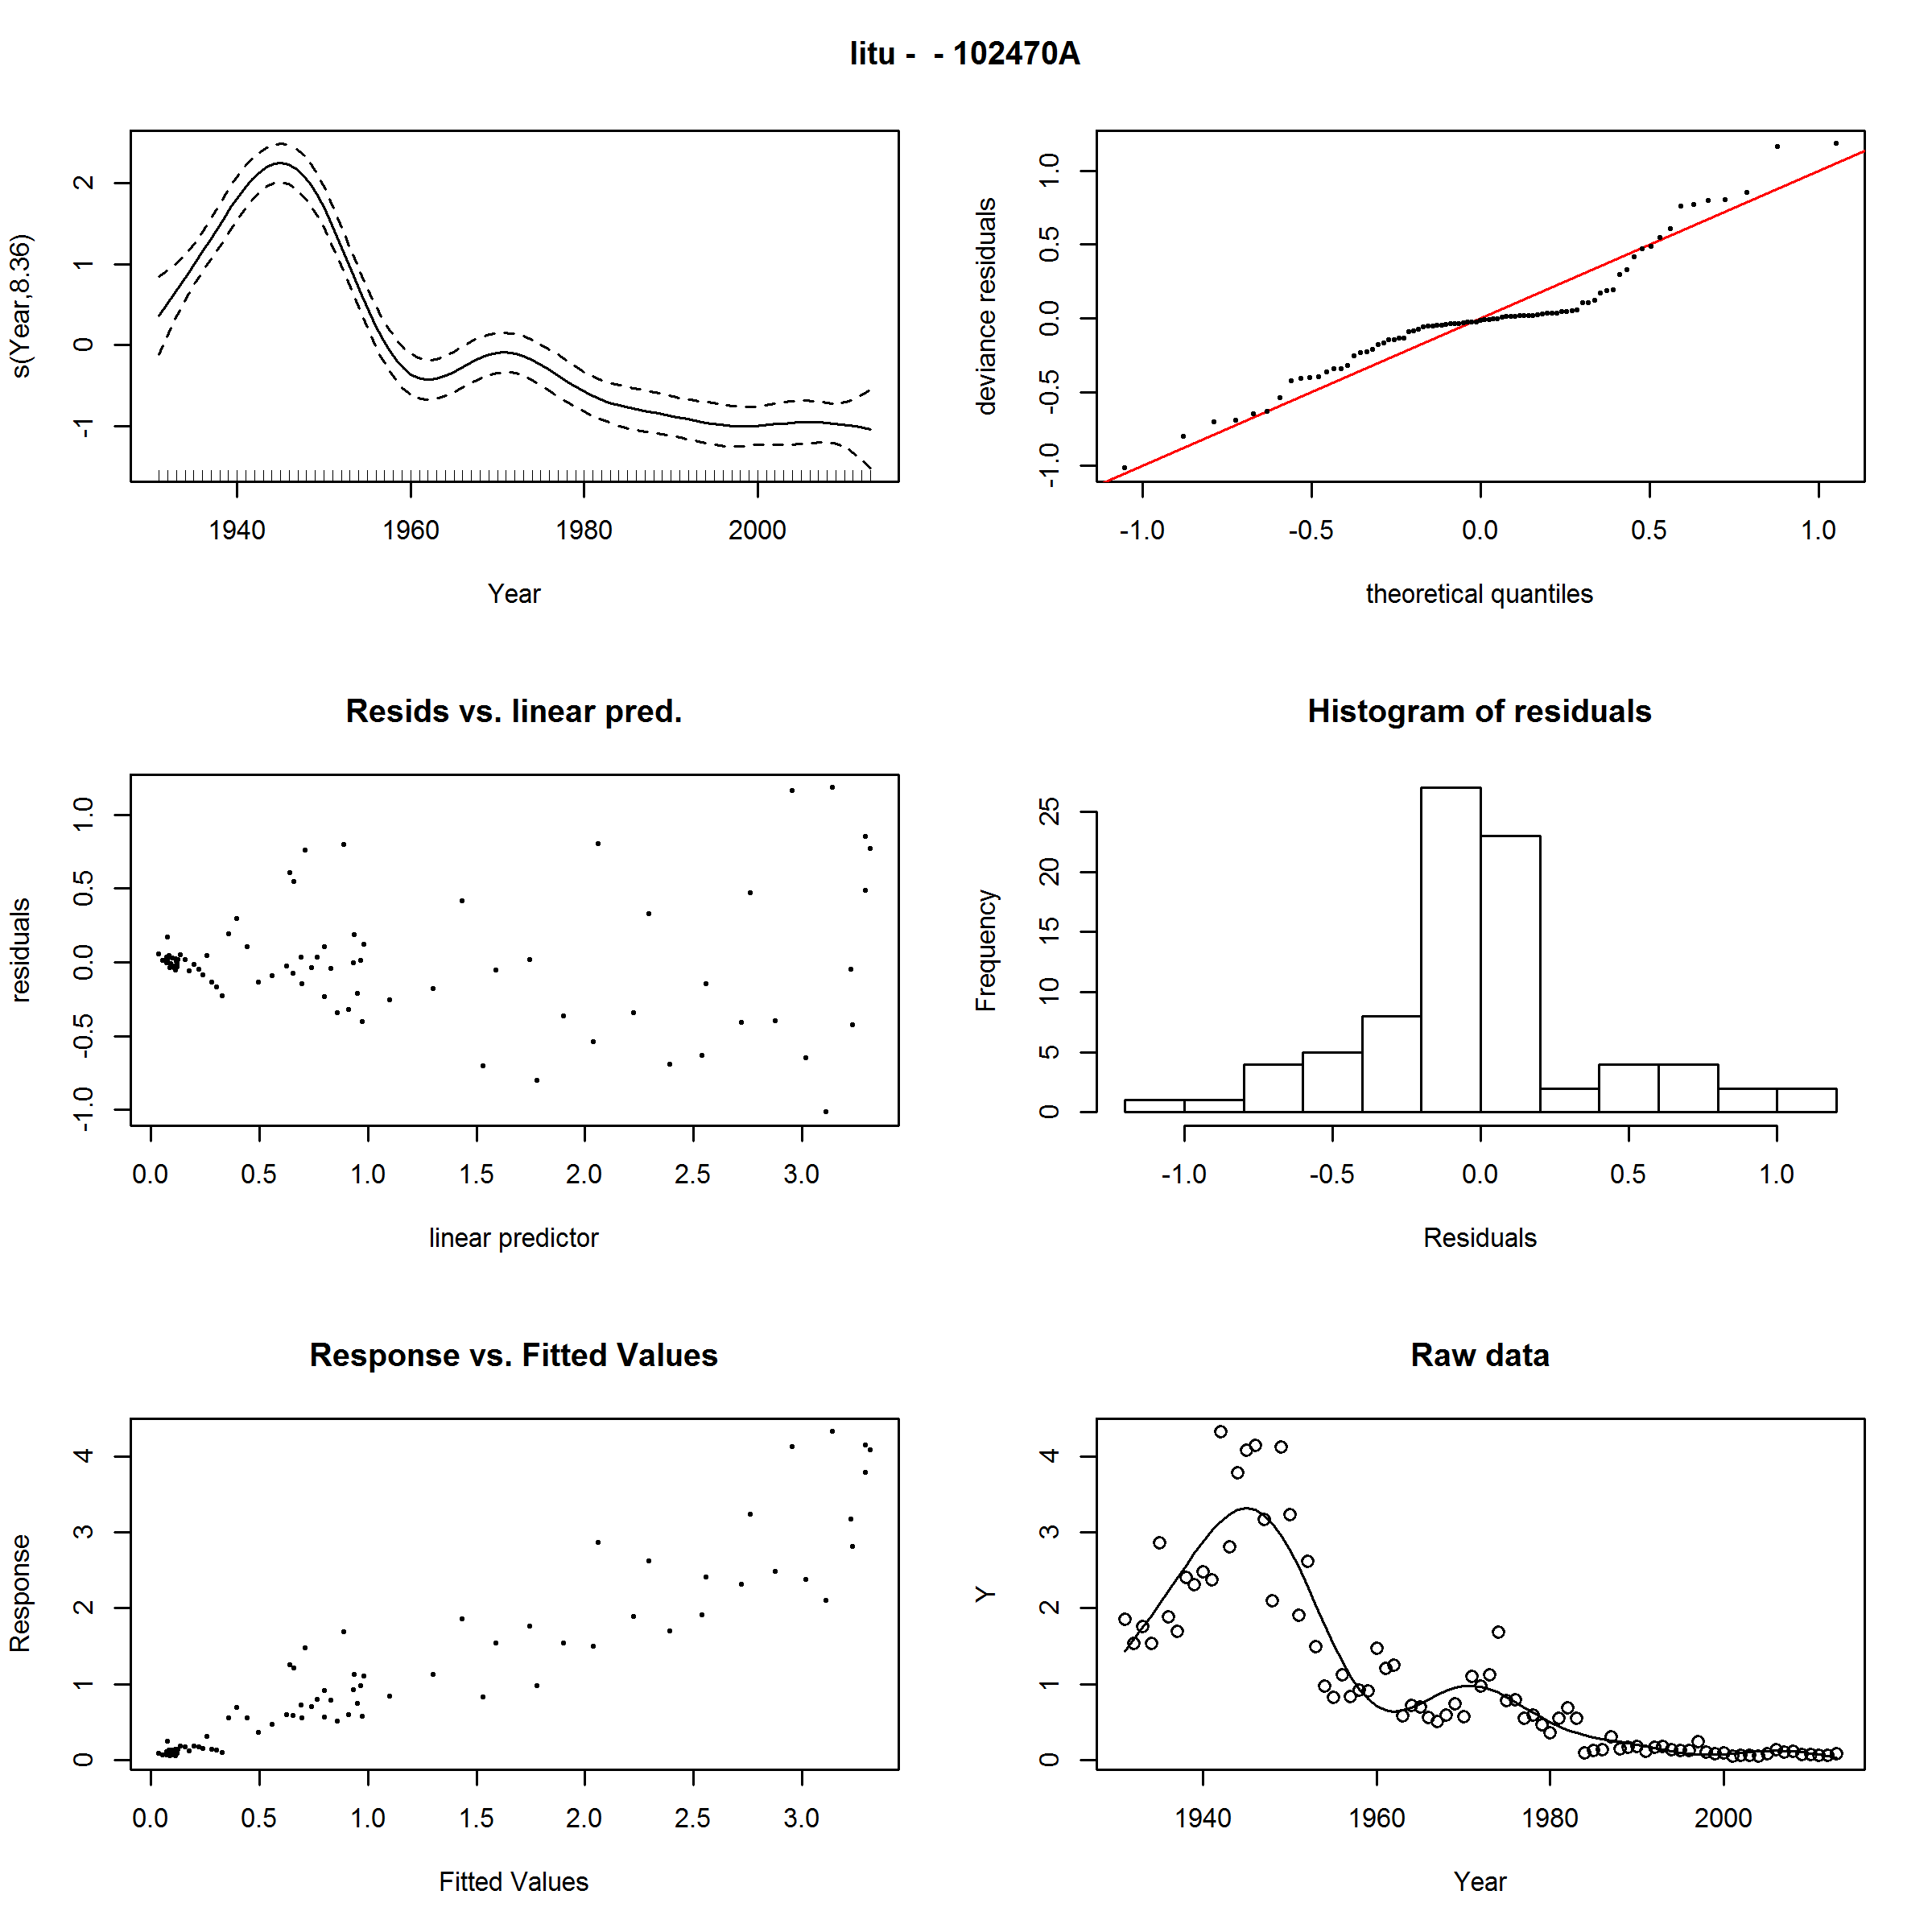 litu -  - 102470A
s(Year,8.36)
2
1
0
-1
1940 1960 1980 2000
Year
deviance residuals
1.0
0.5
0.0
-0.5
-1.0
-1.0 -0.5 0.0 0.5 1.0
theoretical quantiles
Resids vs. linear pred.
residuals
1.0
0.5
0.0
-0.5
-1.0
0.0 0.5 1.0 1.5 2.0 2.5 3.0
linear predictor
Histogram of residuals
Frequency
25
20
15
10
5
0
-1.0 -0.5 0.0 0.5 1.0
Residuals
Response vs. Fitted Values
Response
4
3
2
1
0
0.0 0.5 1.0 1.5 2.0 2.5 3.0
Fitted Values
Raw data
Y
4
3
2
1
0
1940 1960 1980 2000
Year